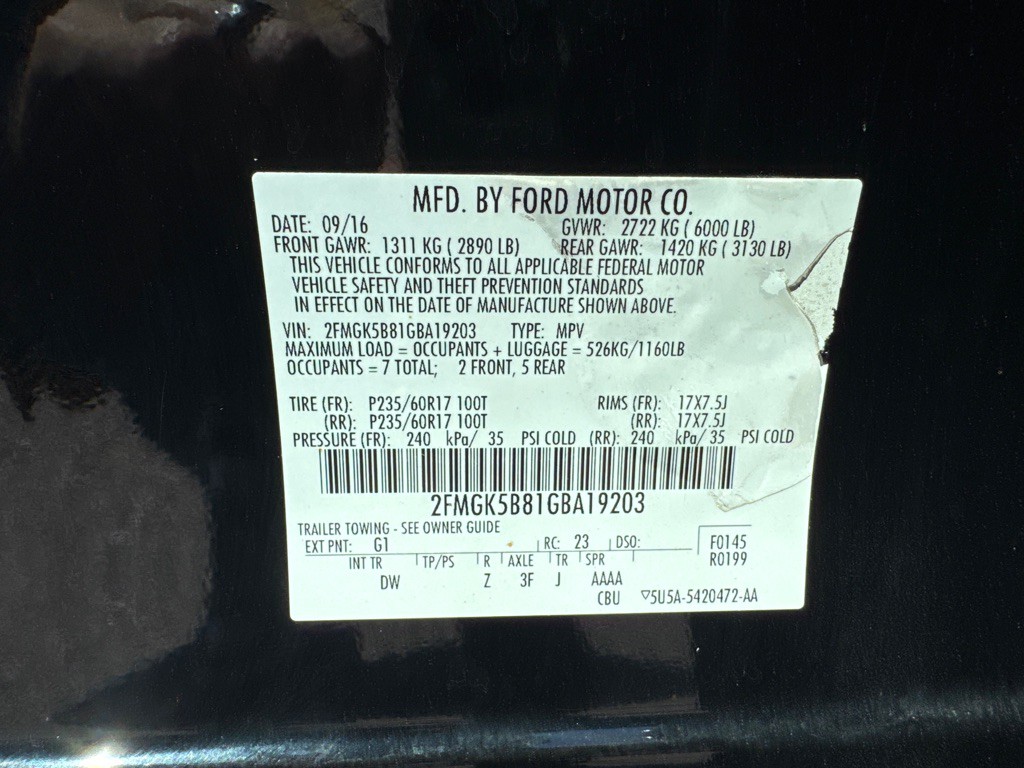 MFD. BY FORD MOTOR CO.
DATE: 09/16 GVWR: 2722 KG ( 6000 LB)
FRONT GAWR: 1311 KG ( 2890 LB) REAR GAWR: 1420 KG ( 3130 LB)
THIS VEHICLE CONFORMS TO ALL APPLICABLE FEDERAL MOTOR
VEHICLE SAFETY AND THEFT PREVENTION STANDARDS
IN EFFECT ON THE DATE OF MANUFACTURE SHOWN ABOVE.
VIN: 2FMGK5B81GBA19203 TYPE: MPV
MAXIMUM LOAD = OCCUPANTS + LUGGAGE = 526KG/1160LB
OCCUPANTS = 7 TOTAL; 2 FRONT, 5 REAR
TIRE (FR): P235/60R17 100T RIMS (FR): 17X7.5J
(RR): P235/60R17 100T (RR): 17X7.5J
PRESSURE (FR): 240 kPa/ 35 PSI COLD (RR): 240 kPa/ 35 PSI COLD
2FMGK5B81GBA19203
TRAILER TOWING - SEE OWNER GUIDE
EXT PNT: G1 RC: 23 DSO: F0145
INT TR TP/PS R AXLE TR SPR R0199
DW Z 3F J AAAA
CBU ▽5U5A-5420472-AA